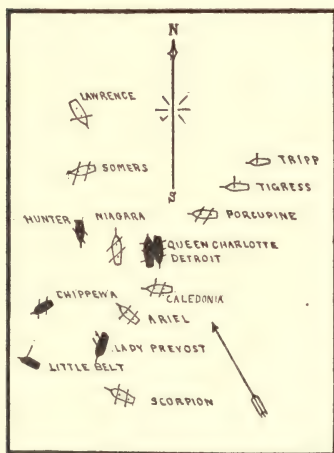 N
LAWRENCE
TRIPP
SOMERS
TIGRESS
S
PORCUPINE
HUNTER
NIAGARA
QUEEN CHARLOTTE
DETROIT
CHIPPEWA
CALEDONIA
ARIEL
LADY PREVOST
LITTLE BELT
SCORPION